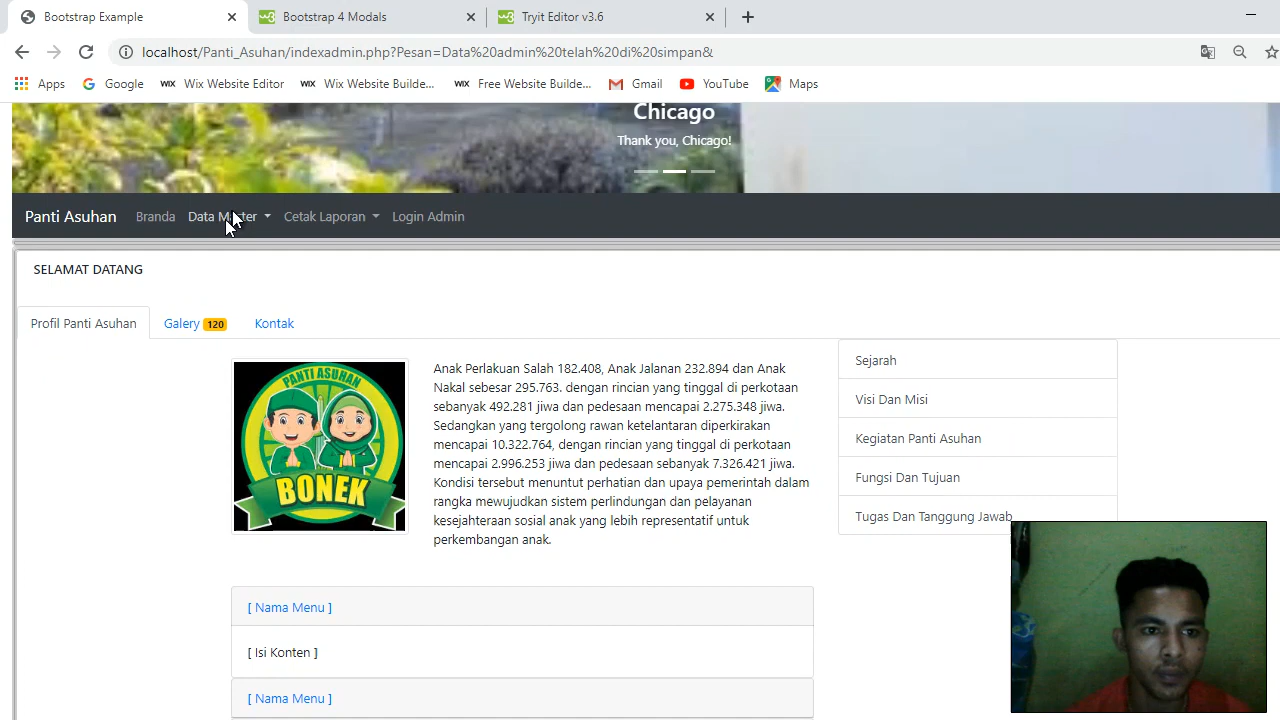 Bootstrap Example
Bootstrap 4 Modals
Tryit Editor v3.6
localhost/Panti_Asuhan/indexadmin.php?Pesan=Data%20admin%20telah%20di%20simpan&
Apps
Google
WIX Wix Website Editor
WIX Wix Website Builde...
Free Website Builde...
Gmail
YouTube
Maps
Chicago
Thank you, Chicago!
Panti Asuhan
Branda
Data Master
Cetak Laporan
Login Admin
SELAMAT DATANG
Profil Panti Asuhan
Galery 120
Kontak
PANTI ASUHAN
BONEK
Anak Perlakuan Salah 182.408, Anak Jalanan 232.894 dan Anak
Nakal sebesar 295.763. dengan rincian yang tinggal di perkotaan
sebanyak 492.281 jiwa dan pedesaan mencapai 2.275.348 jiwa.
Sedangkan yang tergolong rawan ketelantaran diperkirakan
mencapai 10.322.764, dengan rincian yang tinggal di perkotaan
mencapai 2.996.253 jiwa dan pedesaan sebanyak 7.326.421 jiwa.
Kondisi tersebut menuntut perhatian dan upaya pemerintah dalam
rangka mewujudkan sistem perlindungan dan pelayanan
kesejahteraan sosial anak yang lebih representatif untuk
perkembangan anak.
Sejarah
Visi Dan Misi
Kegiatan Panti Asuhan
Fungsi Dan Tujuan
Tugas Dan Tanggung Jawab
[ Nama Menu ]
[ Isi Konten ]
[ Nama Menu ]